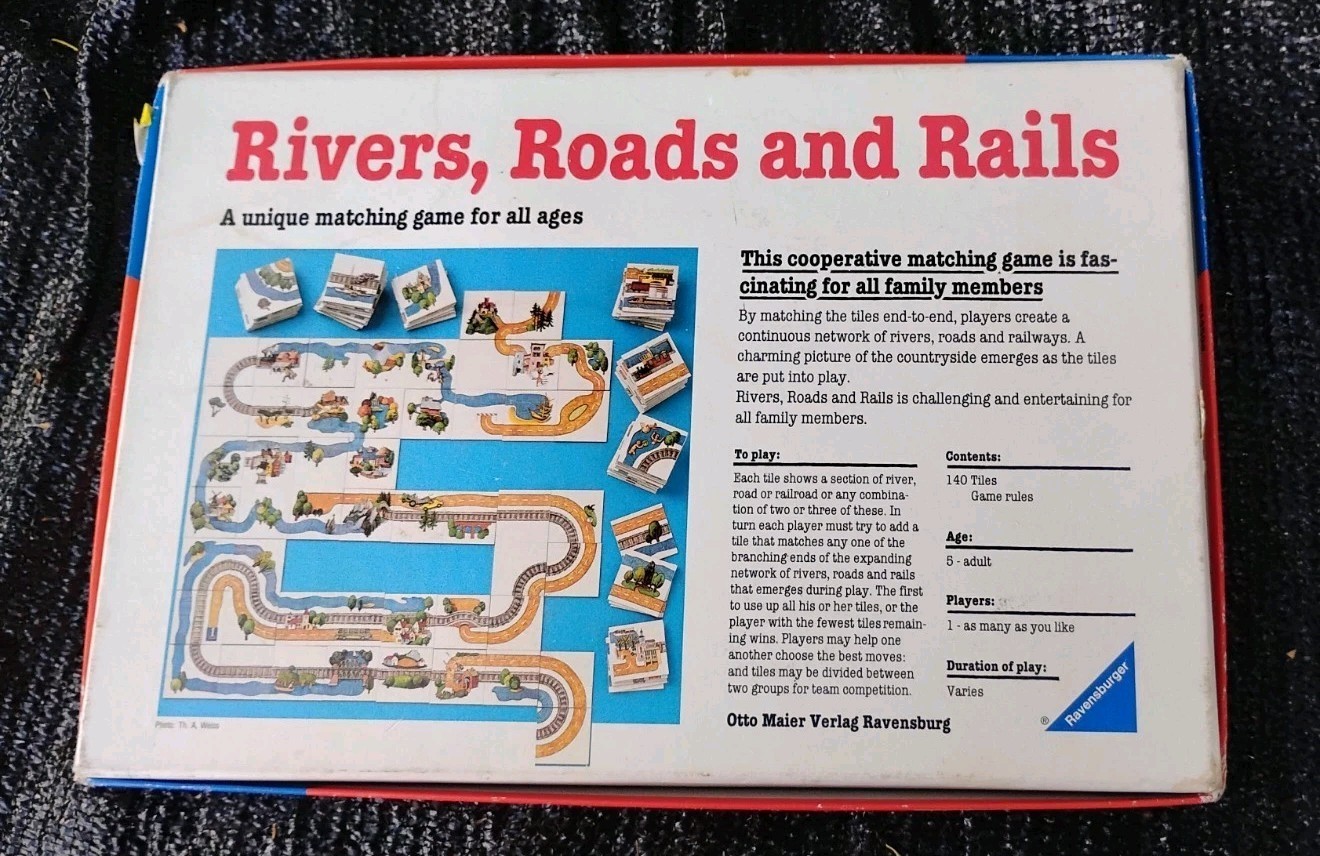 Rivers, Roads and Rails
A unique matching game for all ages
This cooperative matching game is fas-
cinating for all family members
By matching the tiles end-to-end, players create a
continuous network of rivers, roads and railways. A
charming picture of the countryside emerges as the tiles
are put into play.
Rivers, Roads and Rails is challenging and entertaining for
all family members.
To play:
Each tile shows a section of river,
road or railroad or any combina-
tion of two or three of these. In
turn each player must try to add a
tile that matches any one of the
branching ends of the expanding
network of rivers, roads and rails
that emerges during play. The first
to use up all his or her tiles, or the
player with the fewest tiles remain-
ing wins. Players may help one
another choose the best moves:
and tiles may be divided between
two groups for team competition.
Contents:
140 Tiles
Game rules
Age:
5 - adult
Players:
1 - as many as you like
Duration of play:
Varies
Photo: Th. A. Weiss
Otto Maier Verlag Ravensburg
® Ravensburger